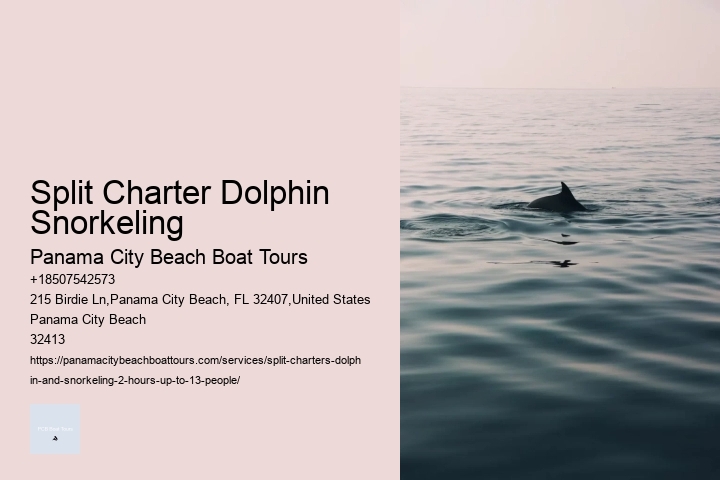 Split Charter Dolphin
Snorkeling
Panama City Beach Boat Tours
+18507542573
215 Birdie Ln,Panama City Beach, FL 32407,United States
Panama City Beach
32413
https://panamacitybeachboattours.com/services/split-charters-dolph
in-and-snorkeling-2-hours-up-to-13-people/